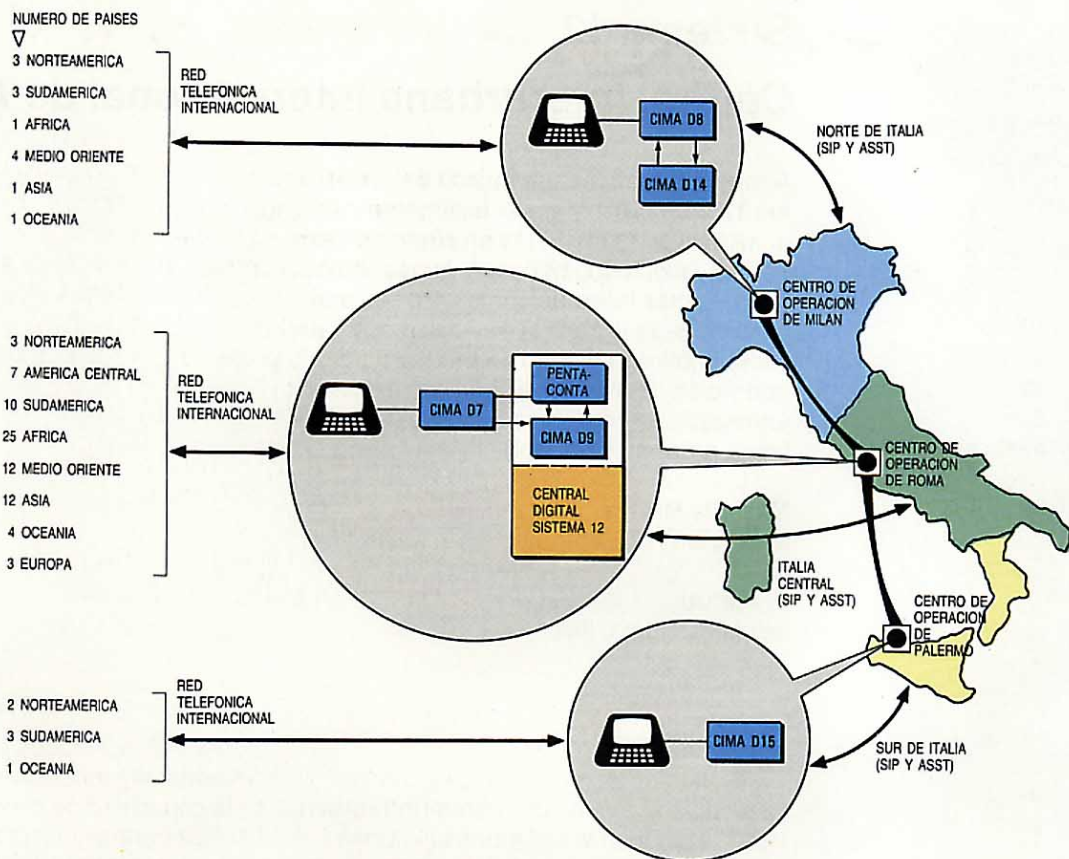 NUMERO DE PAISES
3 NORTEAMERICA
3 SUDAMERICA
1 AFRICA
4 MEDIO ORIENTE
1 ASIA
1 OCEANIA
RED
TELEFONICA
INTERNACIONAL
CIMA D8
CIMA D14
NORTE DE ITALIA
(SIP Y ASST)
CENTRO DE
OPERACION
DE MILAN
3 NORTEAMERICA
7 AMERICA CENTRAL
10 SUDAMERICA
25 AFRICA
12 MEDIO ORIENTE
12 ASIA
4 OCEANIA
3 EUROPA
RED
TELEFONICA
INTERNACIONAL
CIMA D7
PENTA-
CONTA
CIMA D9
CENTRAL
DIGITAL
SISTEMA 12
CENTRO DE
OPERACION
DE ROMA
ITALIA
CENTRAL
(SIP Y ASST)
CENTRO DE
OPERACION
DE
PALERMO
2 NORTEAMERICA
3 SUDAMERICA
1 OCEANIA
RED
TELEFONICA
INTERNACIONAL
CIMA D15
SUR DE ITALIA
(SIP Y ASST)